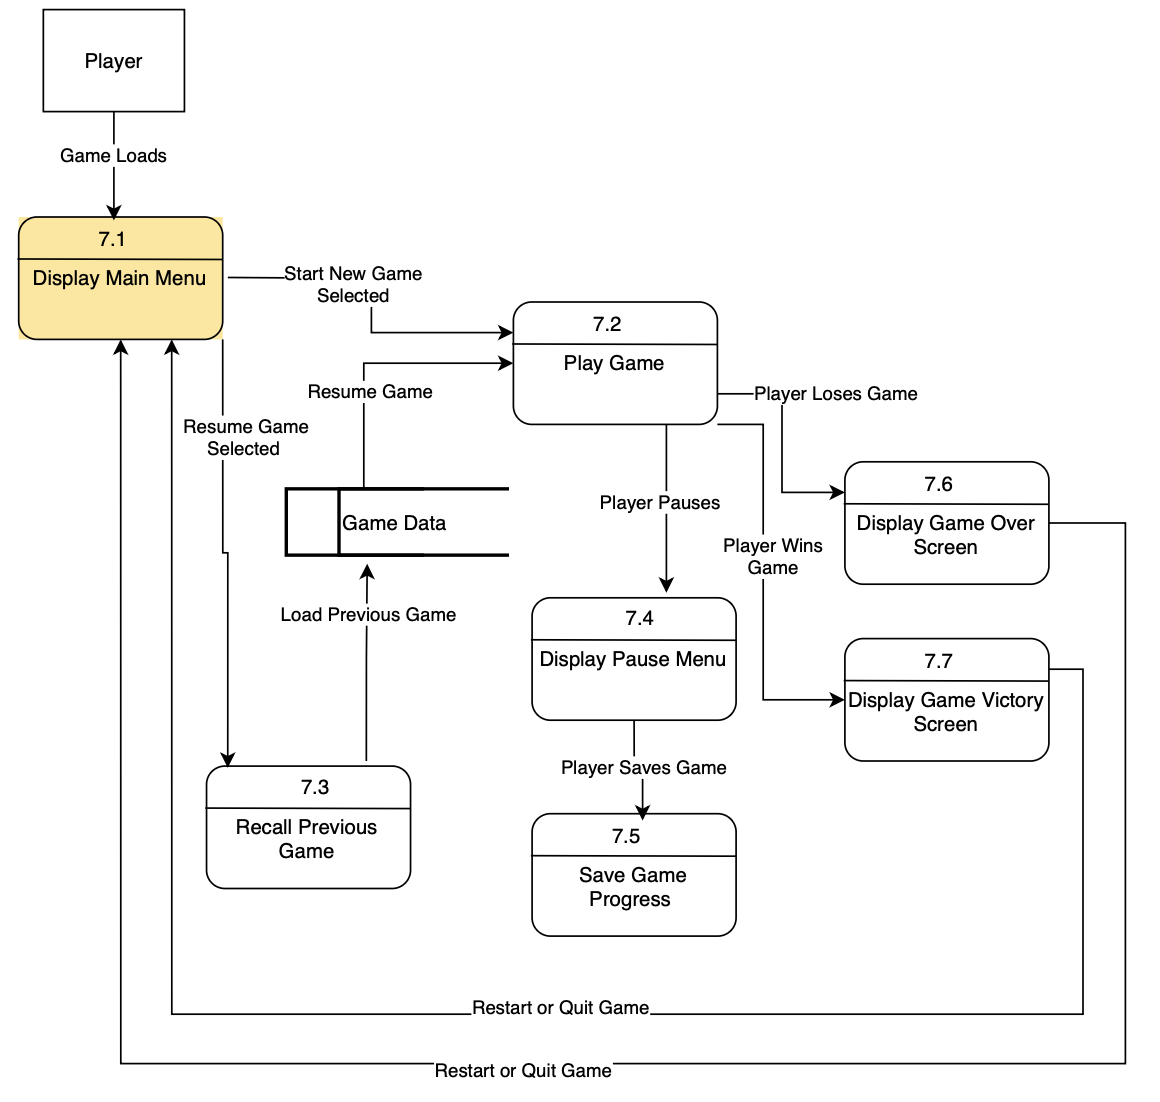 Player
Game Loads
7.1
Display Main Menu
Start New Game
Selected
7.2
Play Game
Resume Game
Player Loses Game
Resume Game
Selected
7.6
Display Game Over
Screen
Player Pauses
Game Data
Player Wins
Game
Load Previous Game
7.4
Display Pause Menu
7.7
Display Game Victory
Screen
Player Saves Game
7.3
Recall Previous
Game
7.5
Save Game
Progress
Restart or Quit Game
Restart or Quit Game